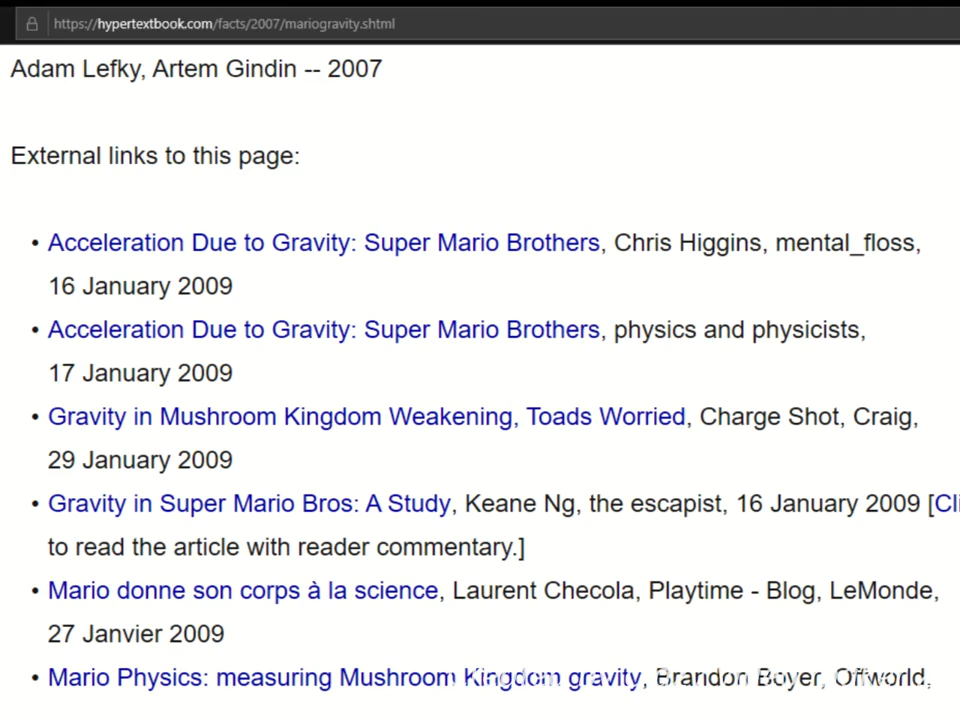 https://hypertextbook.com/facts/2007/mariogravity.shtml
Adam Lefky, Artem Gindin -- 2007
External links to this page:
• Acceleration Due to Gravity: Super Mario Brothers, Chris Higgins, mental_floss,
16 January 2009
• Acceleration Due to Gravity: Super Mario Brothers, physics and physicists,
17 January 2009
• Gravity in Mushroom Kingdom Weakening, Toads Worried, Charge Shot, Craig,
29 January 2009
• Gravity in Super Mario Bros: A Study, Keane Ng, the escapist, 16 January 2009 [Cli
to read the article with reader commentary.]
• Mario donne son corps à la science, Laurent Checola, Playtime - Blog, LeMonde,
27 Janvier 2009
• Mario Physics: measuring Mushroom Kingdom gravity, Brandon Boyer, Offworld,